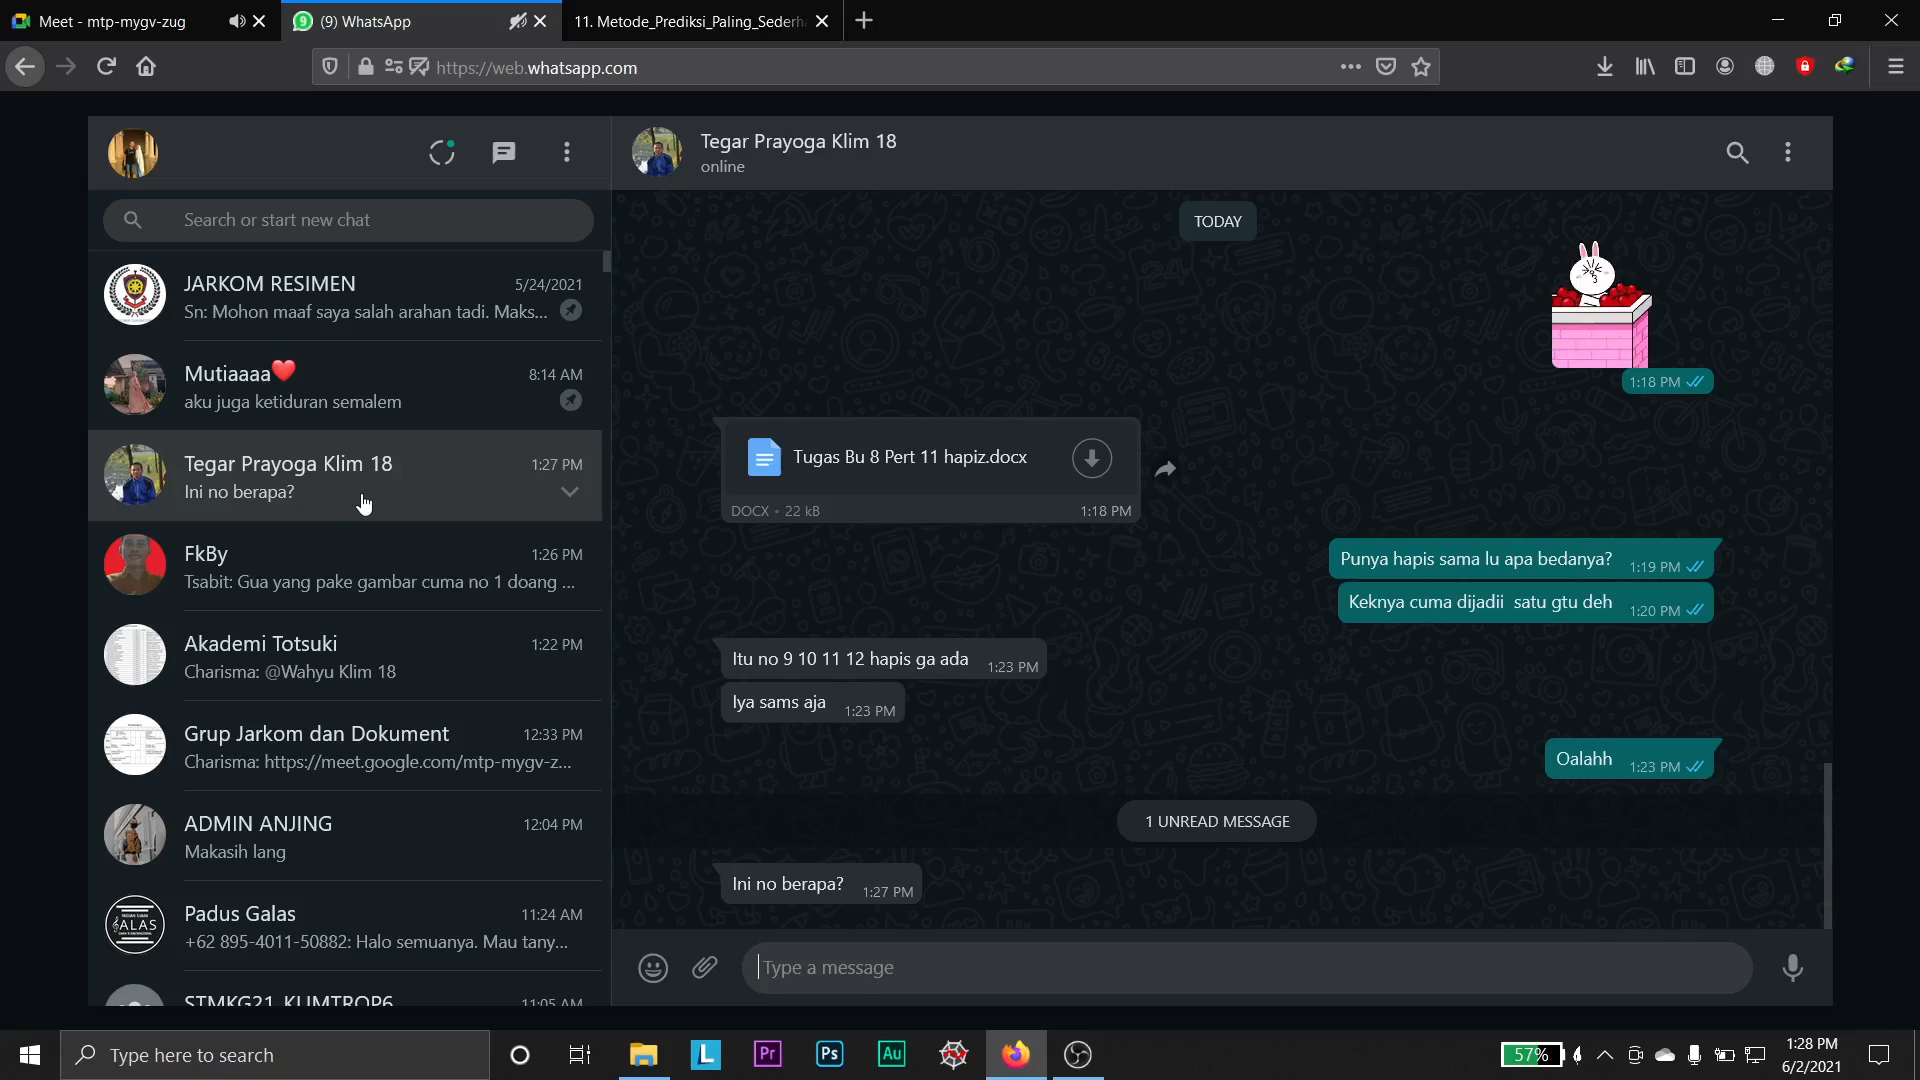 Meet - mtp-mygv-zug
(9) WhatsApp
11. Metode_Prediksi_Paling_Sederh
https://web.whatsapp.com
Search or start new chat
JARKOM RESIMEN
5/24/2021
Sn: Mohon maaf saya salah arahan tadi. Maks...
Mutiaaaa❤️
8:14 AM
aku juga ketiduran semalem
Tegar Prayoga Klim 18
1:27 PM
Ini no berapa?
FkBy
1:26 PM
Tsabit: Gua yang pake gambar cuma no 1 doang ...
Akademi Totsuki
1:22 PM
Charisma: @Wahyu Klim 18
Grup Jarkom dan Dokument
12:33 PM
Charisma: https://meet.google.com/mtp-mygv-z...
ADMIN ANJING
12:04 PM
Makasih lang
Padus Galas
11:24 AM
+62 895-4011-50882: Halo semuanya. Mau tany...
STMKG21_KLIMTROP6
11:05 AM
Tegar Prayoga Klim 18
online
TODAY
1:18 PM
Tugas Bu 8 Pert 11 hapiz.docx
DOCX • 22 kB
1:18 PM
Punya hapis sama lu apa bedanya? 1:19 PM
Keknya cuma dijadii  satu gtu deh 1:20 PM
Itu no 9 10 11 12 hapis ga ada 1:23 PM
Iya sams aja 1:23 PM
Oalahh 1:23 PM
1 UNREAD MESSAGE
Ini no berapa? 1:27 PM
Type a message
Type here to search
L
Pr
Ps
Au
57%
1:28 PM
6/2/2021